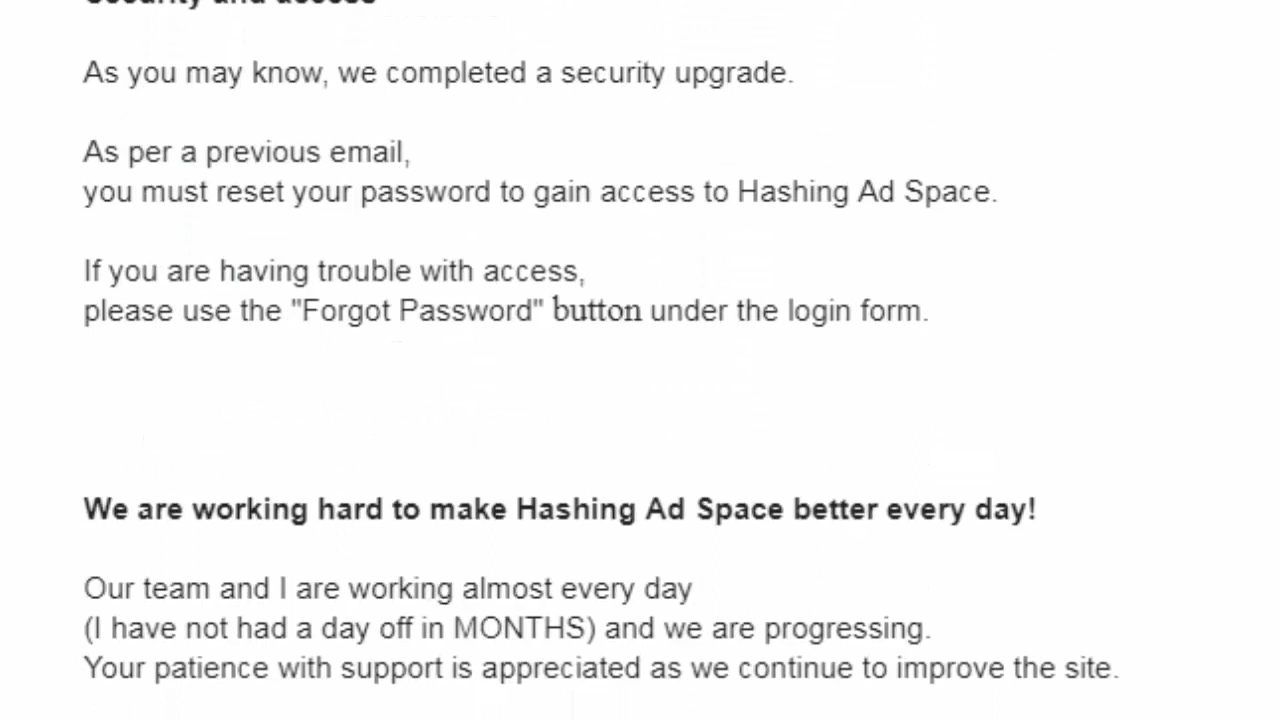 Security and access
As you may know, we completed a security upgrade.
As per a previous email,
you must reset your password to gain access to Hashing Ad Space.
If you are having trouble with access,
please use the "Forgot Password" button under the login form.
We are working hard to make Hashing Ad Space better every day!
Our team and I are working almost every day
(I have not had a day off in MONTHS) and we are progressing.
Your patience with support is appreciated as we continue to improve the site.